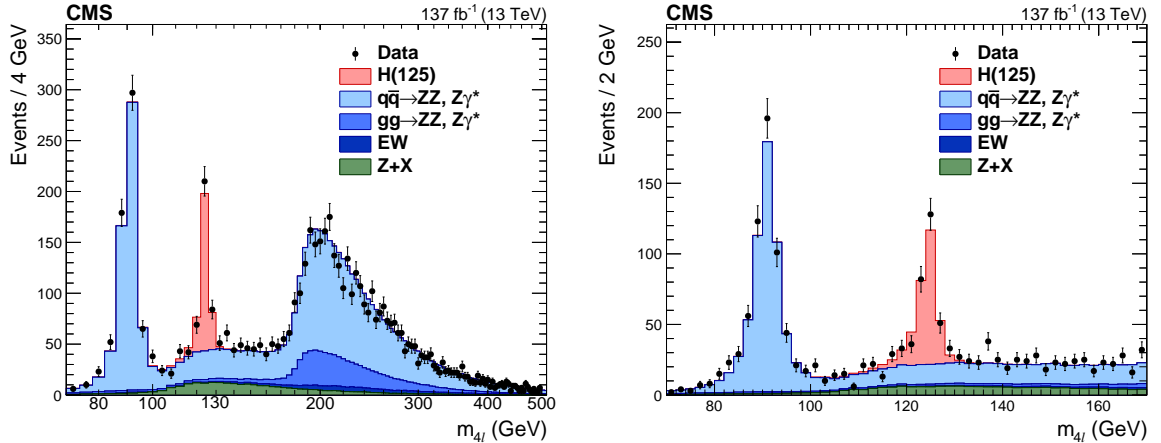 CMS
137 fb⁻¹ (13 TeV)
Events / 4 GeV
350
300
250
200
150
100
50
0
Data
H(125)
qq̄→ZZ, Zγ*
gg→ZZ, Zγ*
EW
Z+X
80 100 130 200 300 400 500
m4l (GeV)
CMS
137 fb⁻¹ (13 TeV)
Events / 2 GeV
250
200
150
100
50
0
Data
H(125)
qq̄→ZZ, Zγ*
gg→ZZ, Zγ*
EW
Z+X
80 100 120 140 160
m4l (GeV)